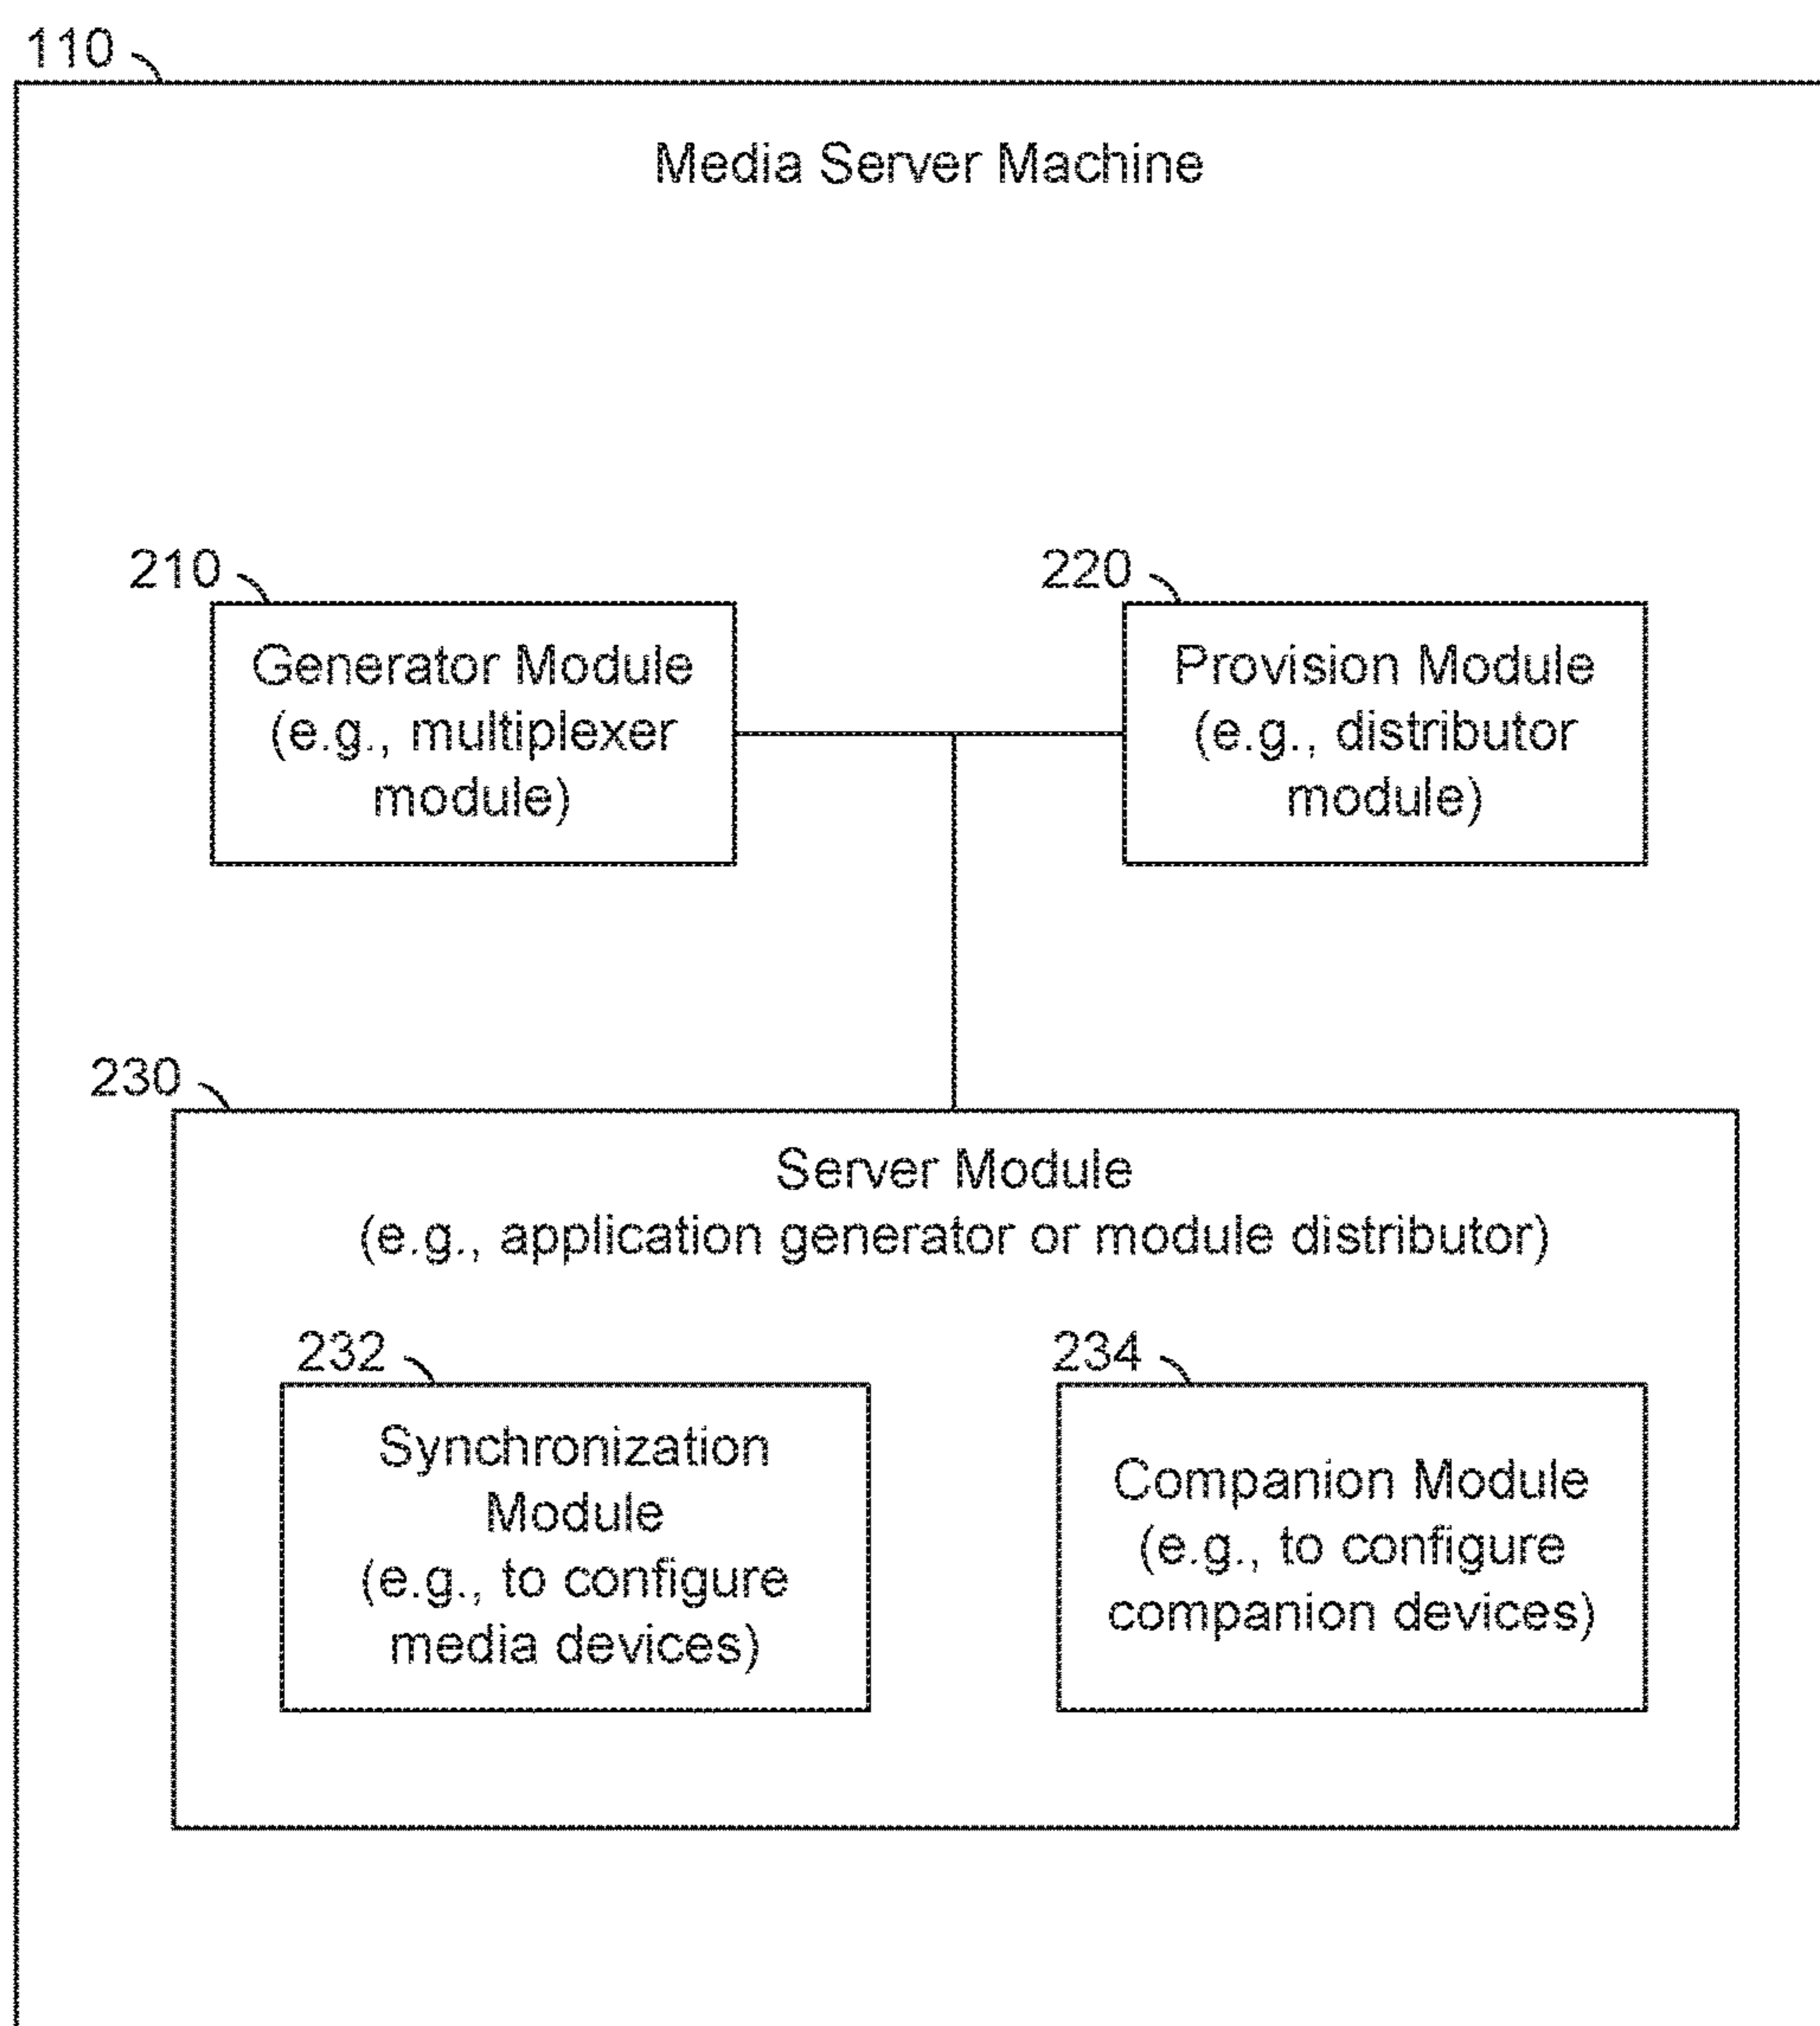 110
Media Server Machine
210
Generator Module
(e.g., multiplexer
module)
220
Provision Module
(e.g., distributor
module)
230
Server Module
(e.g., application generator or module distributor)
232
Synchronization
Module
(e.g., to configure
media devices)
234
Companion Module
(e.g., to configure
companion devices)